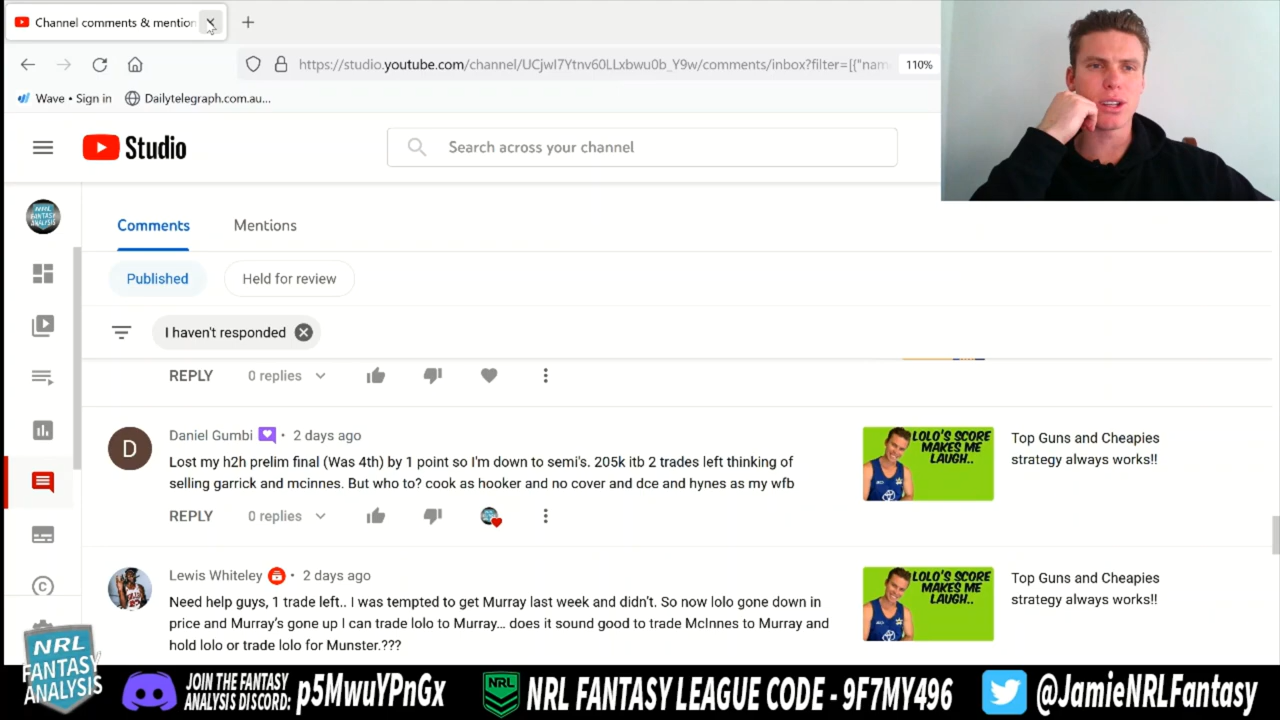 Channel comments & mention
https://studio.youtube.com/channel/UCjwI7Ytnv60LLxbwu0b_Y9w/comments/inbox?filter=[{"nam
110%
Wave • Sign in
Dailytelegraph.com.au...
Studio
Search across your channel
NRL
FANTASY
ANALYSIS
Comments
Mentions
Published
Held for review
I haven't responded
REPLY
0 replies
Daniel Gumbi
• 2 days ago
Lost my h2h prelim final (Was 4th) by 1 point so I'm down to semi's. 205k itb 2 trades left thinking of
selling garrick and mcinnes. But who to? cook as hooker and no cover and dce and hynes as my wfb
REPLY
0 replies
LOLO'S SCORE
MAKES ME
LAUGH..
Top Guns and Cheapies
strategy always works!!
D
Lewis Whiteley
• 2 days ago
Need help guys, 1 trade left.. I was tempted to get Murray last week and didn't. So now lolo gone down in
price and Murray's gone up I can trade lolo to Murray... does it sound good to trade McInnes to Murray and
hold lolo or trade lolo for Munster.???
LOLO'S SCORE
MAKES ME
LAUGH..
Top Guns and Cheapies
strategy always works!!
NRL
FANTASY
ANALYSIS
JOIN THE FANTASY
ANALYSIS DISCORD:
p5MwuYPnGx
NRL
NRL FANTASY LEAGUE CODE - 9F7MY496
@JamieNRLFantasy